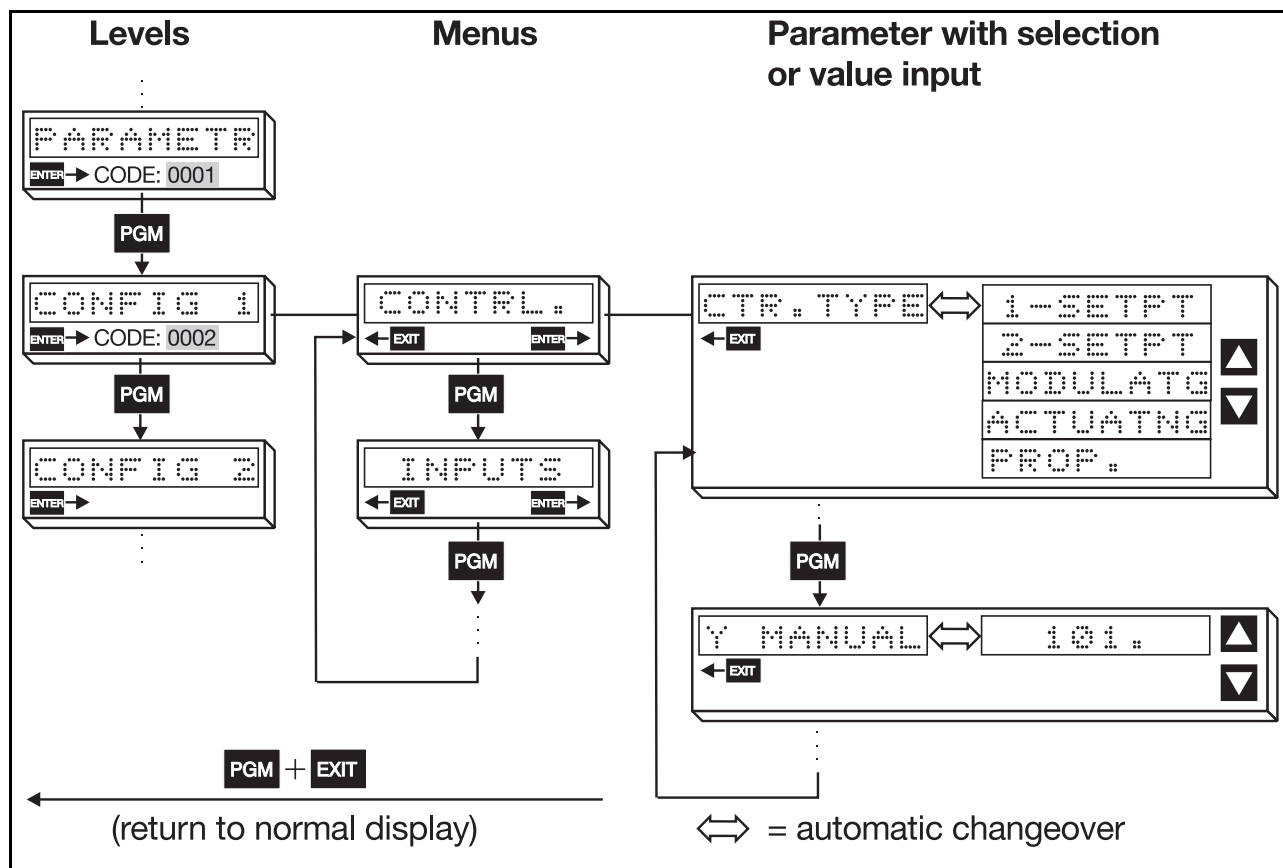 Levels
Menus
Parameter with selection
or value input
PARAMETR
ENTER CODE: 0001
PGM
CONFIG 1
ENTER CODE: 0002
PGM
CONFIG 2
ENTER
CONTRL.
EXIT ENTER
PGM
INPUTS
EXIT ENTER
PGM
CTR.TYPE
EXIT
1-SETPT
2-SETPT
MODULATG
ACTUATNG
PROP.
PGM
Y MANUAL 101.
EXIT
PGM + EXIT
(return to normal display)
= automatic changeover